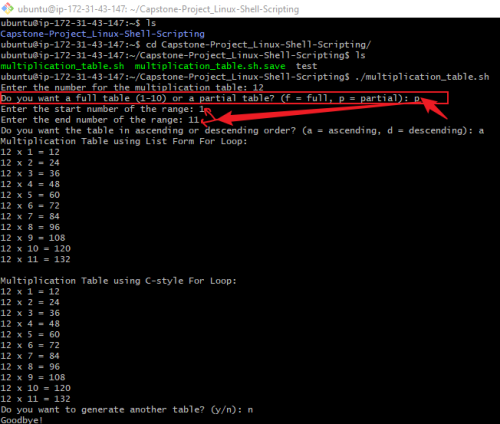 ubuntu@ip-172-31-43-147: ~/Capstone-Project_Linux-Shell-Scripting
ubuntu@ip-172-31-43-147:~$ ls
Capstone-Project_Linux-Shell-Scripting
ubuntu@ip-172-31-43-147:~$ cd Capstone-Project_Linux-Shell-Scripting/
ubuntu@ip-172-31-43-147:~/Capstone-Project_Linux-Shell-Scripting$ ls
multiplication_table.sh  multiplication_table.sh.save  test
ubuntu@ip-172-31-43-147:~/Capstone-Project_Linux-Shell-Scripting$ ./multiplication_table.sh
Enter the number for the multiplication table: 12
Do you want a full table (1-10) or a partial table? (f = full, p = partial): p
Enter the start number of the range: 1
Enter the end number of the range: 11
Do you want the table in ascending or descending order? (a = ascending, d = descending): a
Multiplication Table using List Form For Loop:
12 x 1 = 12
12 x 2 = 24
12 x 3 = 36
12 x 4 = 48
12 x 5 = 60
12 x 6 = 72
12 x 7 = 84
12 x 8 = 96
12 x 9 = 108
12 x 10 = 120
12 x 11 = 132
Multiplication Table using C-style For Loop:
12 x 1 = 12
12 x 2 = 24
12 x 3 = 36
12 x 4 = 48
12 x 5 = 60
12 x 6 = 72
12 x 7 = 84
12 x 8 = 96
12 x 9 = 108
12 x 10 = 120
12 x 11 = 132
Do you want to generate another table? (y/n): n
Goodbye!